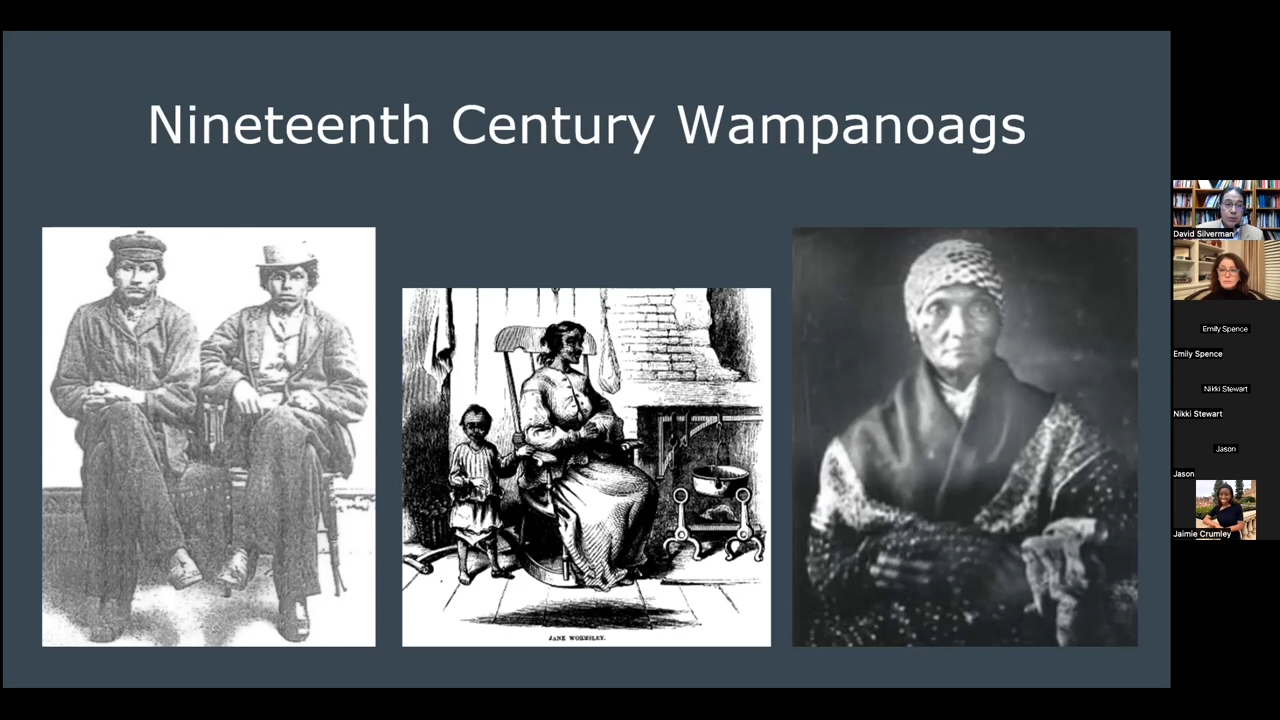 Nineteenth Century Wampanoags
JANE WORMSLEY.
David Silverman
Emily Spence
Emily Spence
Nikki Stewart
Nikki Stewart
Jason
Jason
Jaimie Crumley